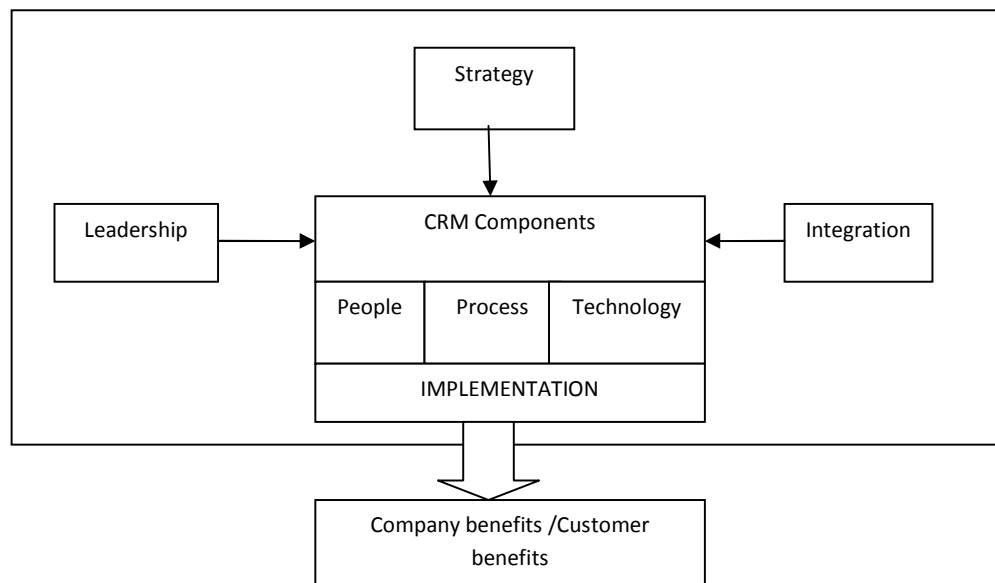 Strategy
Leadership
CRM Components
Integration
People
Process
Technology
IMPLEMENTATION
Company benefits /Customer
benefits